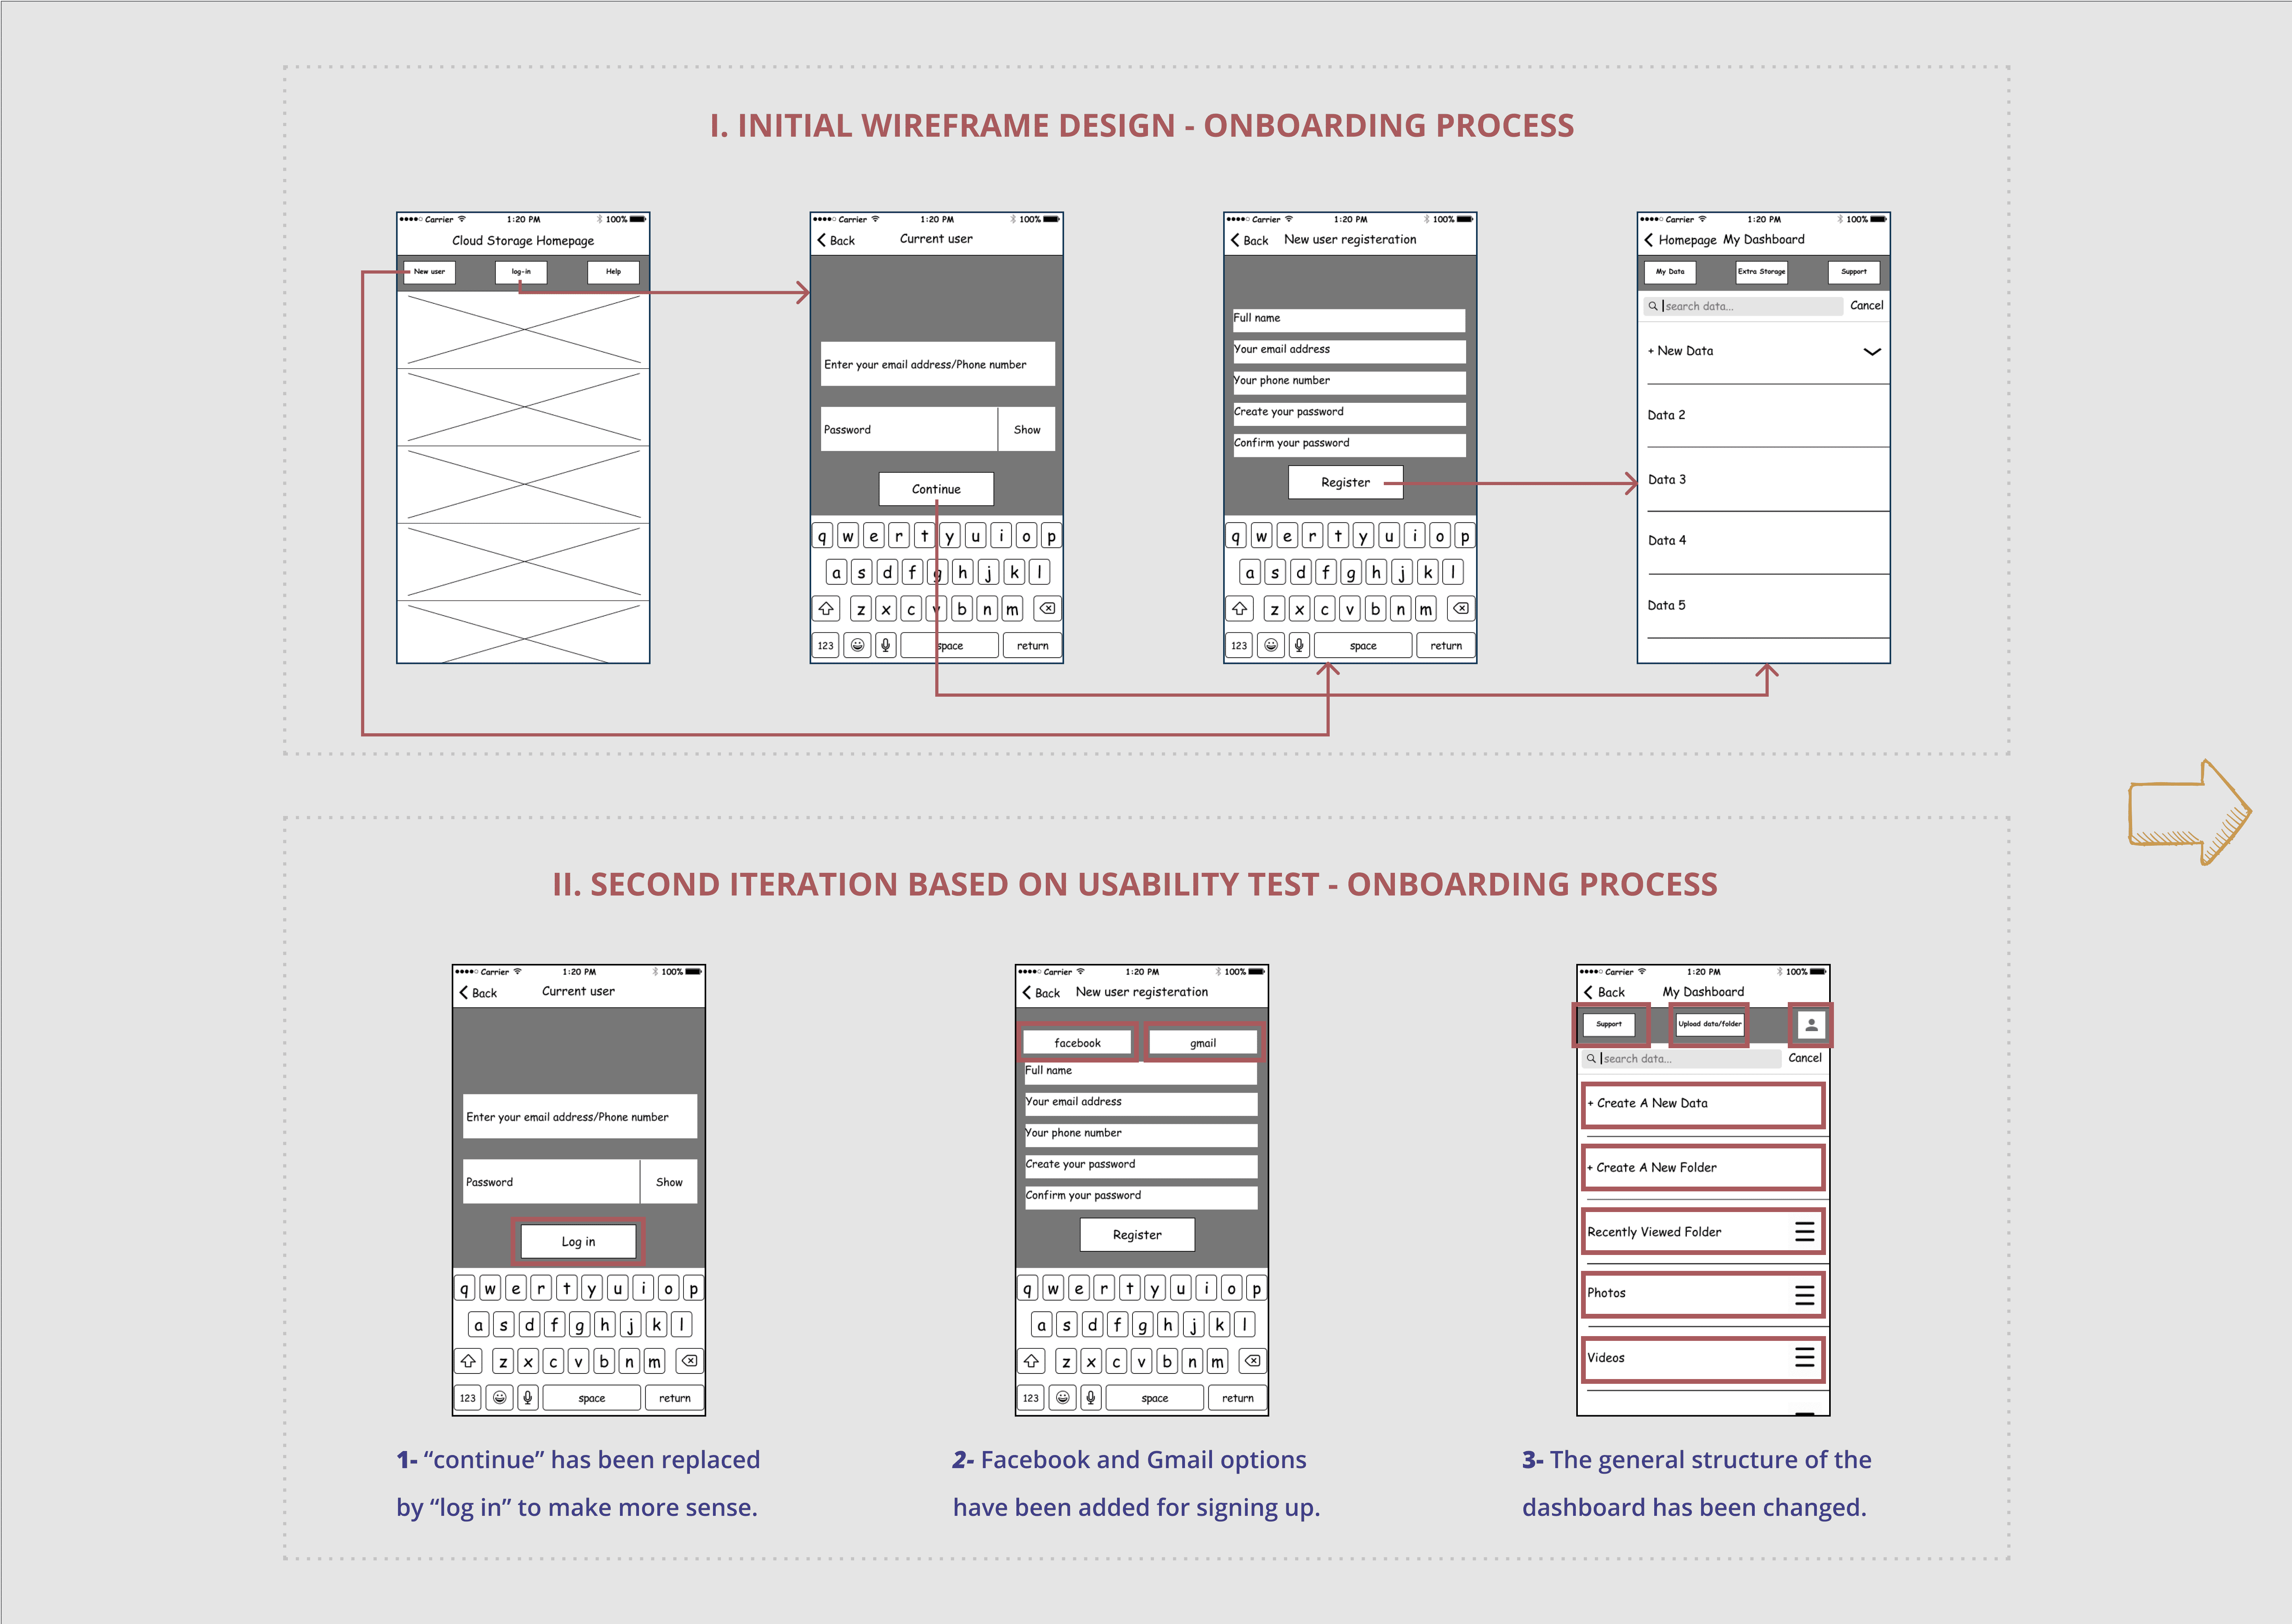 I. INITIAL WIREFRAME DESIGN - ONBOARDING PROCESS
Carrier 1:20 PM 100%
Cloud Storage Homepage
New user log-in Help
Carrier 1:20 PM 100%
Back Current user
Enter your email address/Phone number
Password Show
Continue
q w e r t y u i o p
a s d f g h j k l
z x c v b n m
123 space return
Carrier 1:20 PM 100%
Back New user registeration
Full name
Your email address
Your phone number
Create your password
Confirm your password
Register
q w e r t y u i o p
a s d f g h j k l
z x c v b n m
123 space return
Carrier 1:20 PM 100%
Homepage My Dashboard
My Data Extra Storage Support
search data... Cancel
+ New Data
Data 2
Data 3
Data 4
Data 5
II. SECOND ITERATION BASED ON USABILITY TEST - ONBOARDING PROCESS
Carrier 1:20 PM 100%
Back Current user
Enter your email address/Phone number
Password Show
Log in
q w e r t y u i o p
a s d f g h j k l
z x c v b n m
123 space return
1- “continue” has been replaced
by “log in” to make more sense.
Carrier 1:20 PM 100%
Back New user registeration
facebook gmail
Full name
Your email address
Your phone number
Create your password
Confirm your password
Register
q w e r t y u i o p
a s d f g h j k l
z x c v b n m
123 space return
2- Facebook and Gmail options
have been added for signing up.
Carrier 1:20 PM 100%
Back My Dashboard
Support Upload data/folder
search data... Cancel
+ Create A New Data
+ Create A New Folder
Recently Viewed Folder
Photos
Videos
3- The general structure of the
dashboard has been changed.